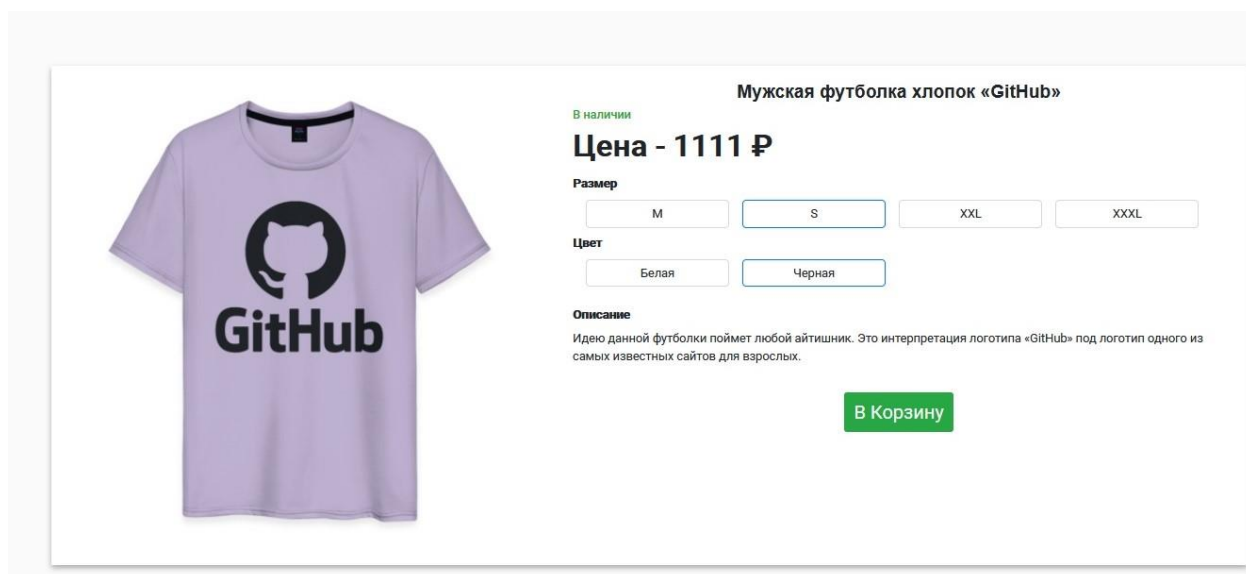 Мужская футболка хлопок «GitHub»
В наличии
Цена - 1111 ₽
Размер
M
S
XXL
XXXL
Цвет
Белая
Черная
GitHub
Описание
Идею данной футболки поймет любой айтишник. Это интерпретация логотипа «GitHub» под логотип одного из
самых известных сайтов для взрослых.
В Корзину